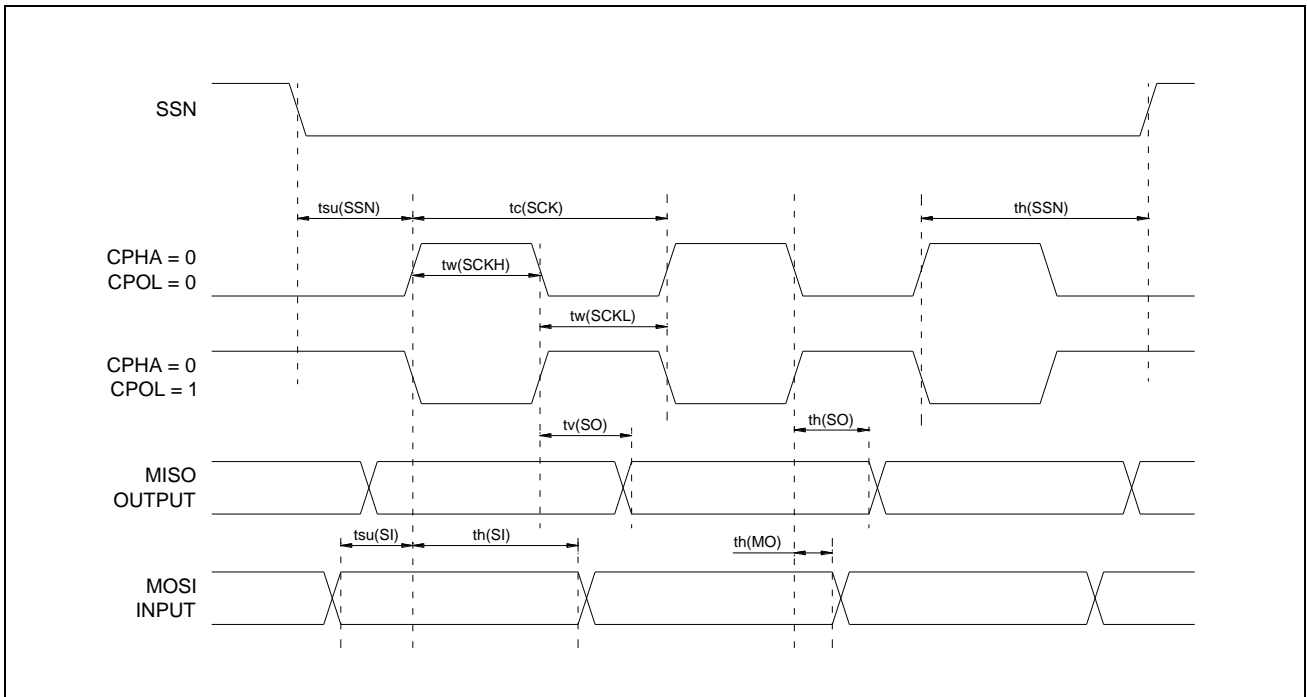 SSN
tsu(SSN)
tc(SCK)
th(SSN)
CPHA = 0
CPOL = 0
tw(SCKH)
tw(SCKL)
CPHA = 0
CPOL = 1
tv(SO)
th(SO)
MISO
OUTPUT
tsu(SI)
th(SI)
th(MO)
MOSI
INPUT